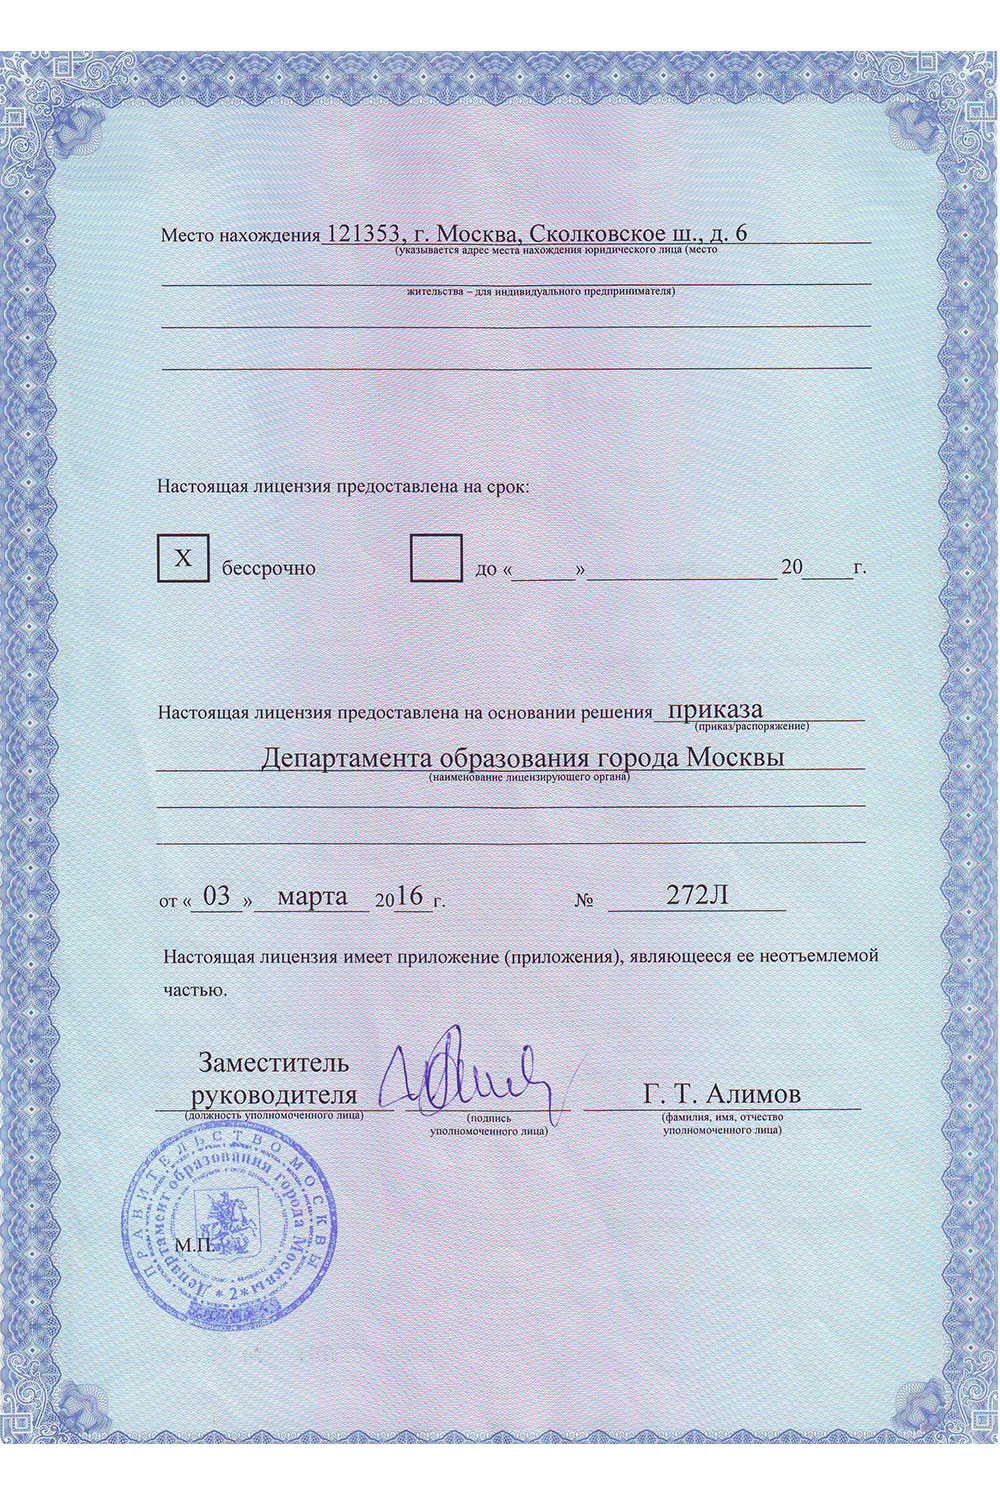 Место нахождения 121353, г. Москва, Сколковское ш., д. 6
(указывается адрес места нахождения юридического лица (место
жительства – для индивидуального предпринимателя)
Настоящая лицензия предоставлена на срок:
X бессрочно до «______»__________________ 20_____г.
Настоящая лицензия предоставлена на основании решения приказа
(приказ/распоряжение)
Департамента образования города Москвы
(наименование лицензирующего органа)
от « 03 » марта 2016 г. № 272Л
Настоящая лицензия имеет приложение (приложения), являющееся ее неотъемлемой
частью.
Заместитель
руководителя
Г. Т. Алимов
(должность уполномоченного лица)
(подпись
уполномоченного лица)
(фамилия, имя, отчество
уполномоченного лица)
ПРАВИТЕЛЬСТВО МОСКВЫ
Департамент образования города Москвы
* 2 *
М.П.